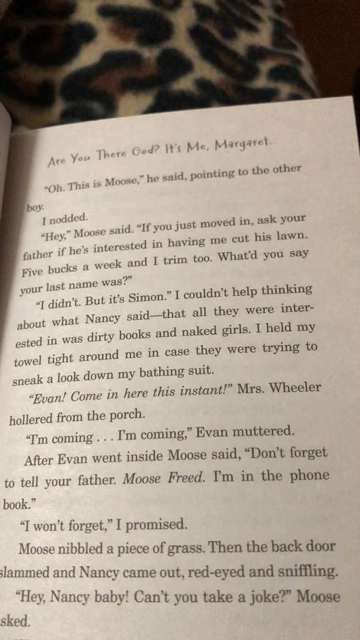 Are You There God? It's Me, Margaret.
"Oh. This is Moose," he said, pointing to the other
boy.
I nodded.
"Hey," Moose said. "If you just moved in, ask your
father if he's interested in having me cut his lawn.
Five bucks a week and I trim too. What'd you say
your last name was?"
"I didn't. But it's Simon." I couldn't help thinking
about what Nancy said—that all they were inter-
ested in was dirty books and naked girls. I held my
towel tight around me in case they were trying to
sneak a look down my bathing suit.
"Evan! Come in here this instant!" Mrs. Wheeler
hollered from the porch.
"I'm coming . . . I'm coming," Evan muttered.
After Evan went inside Moose said, "Don't forget
to tell your father. Moose Freed. I'm in the phone
book."
"I won't forget," I promised.
Moose nibbled a piece of grass. Then the back door
slammed and Nancy came out, red-eyed and sniffling.
"Hey, Nancy baby! Can't you take a joke?" Moose
sked.